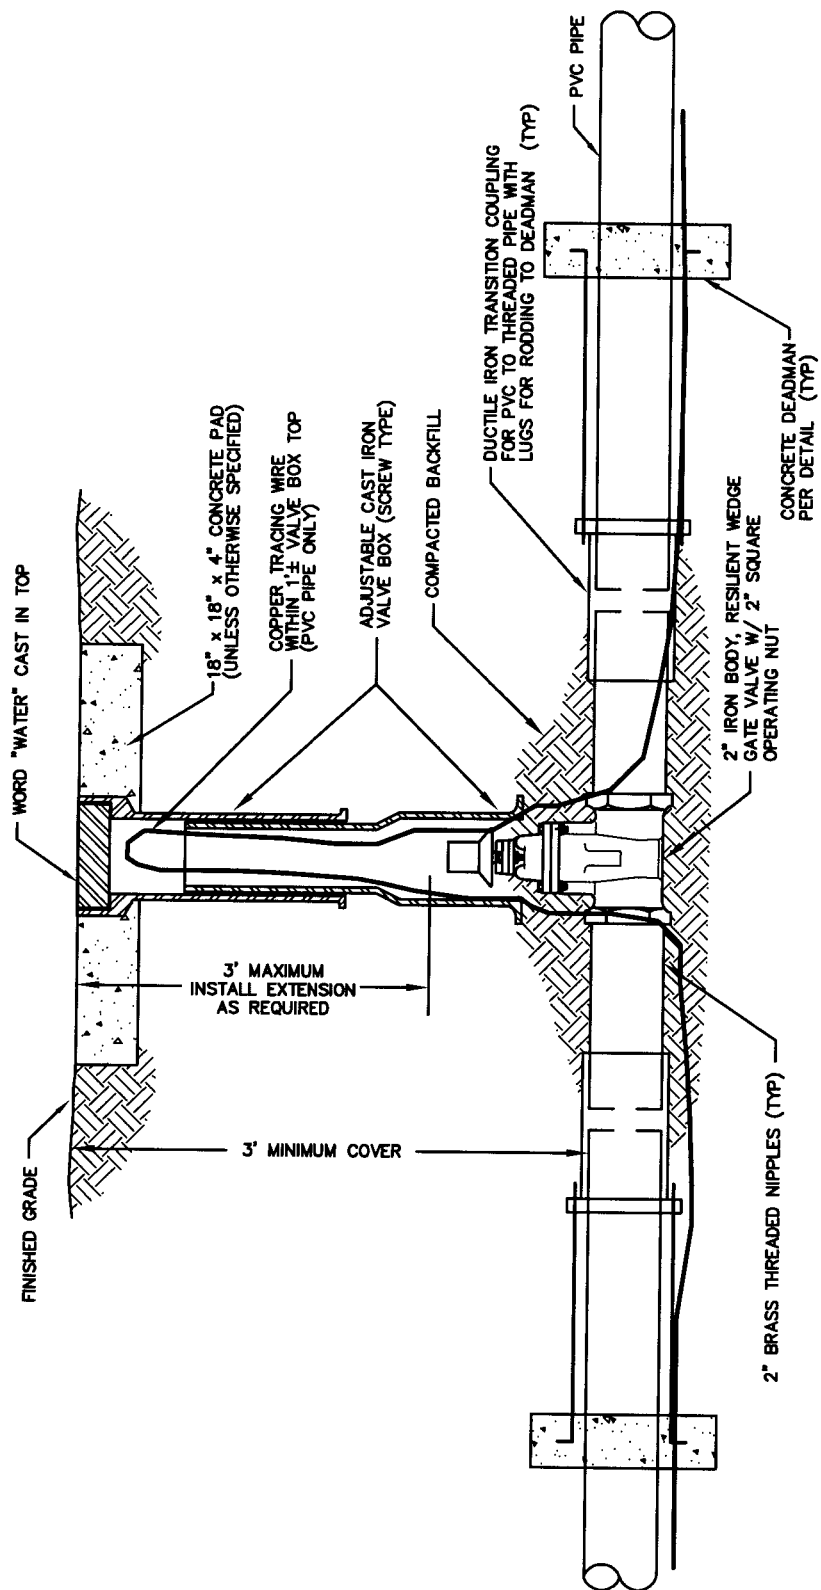 FINISHED GRADE
WORD "WATER" CAST IN TOP
18" x 18" x 4" CONCRETE PAD
(UNLESS OTHERWISE SPECIFIED)
COPPER TRACING WIRE
WITHIN 1'± VALVE BOX TOP
(PVC PIPE ONLY)
ADJUSTABLE CAST IRON
VALVE BOX (SCREW TYPE)
COMPACTED BACKFILL
3' MAXIMUM
INSTALL EXTENSION
AS REQUIRED
3' MINIMUM COVER
DUCTILE IRON TRANSITION COUPLING
FOR PVC TO THREADED PIPE WITH
LUGS FOR RODDING TO DEADMAN (TYP)
PVC PIPE
2" BRASS THREADED NIPPLES (TYP)
2" IRON BODY, RESILIENT WEDGE
GATE VALVE W/ 2" SQUARE
OPERATING NUT
CONCRETE DEADMAN
PER DETAIL (TYP)